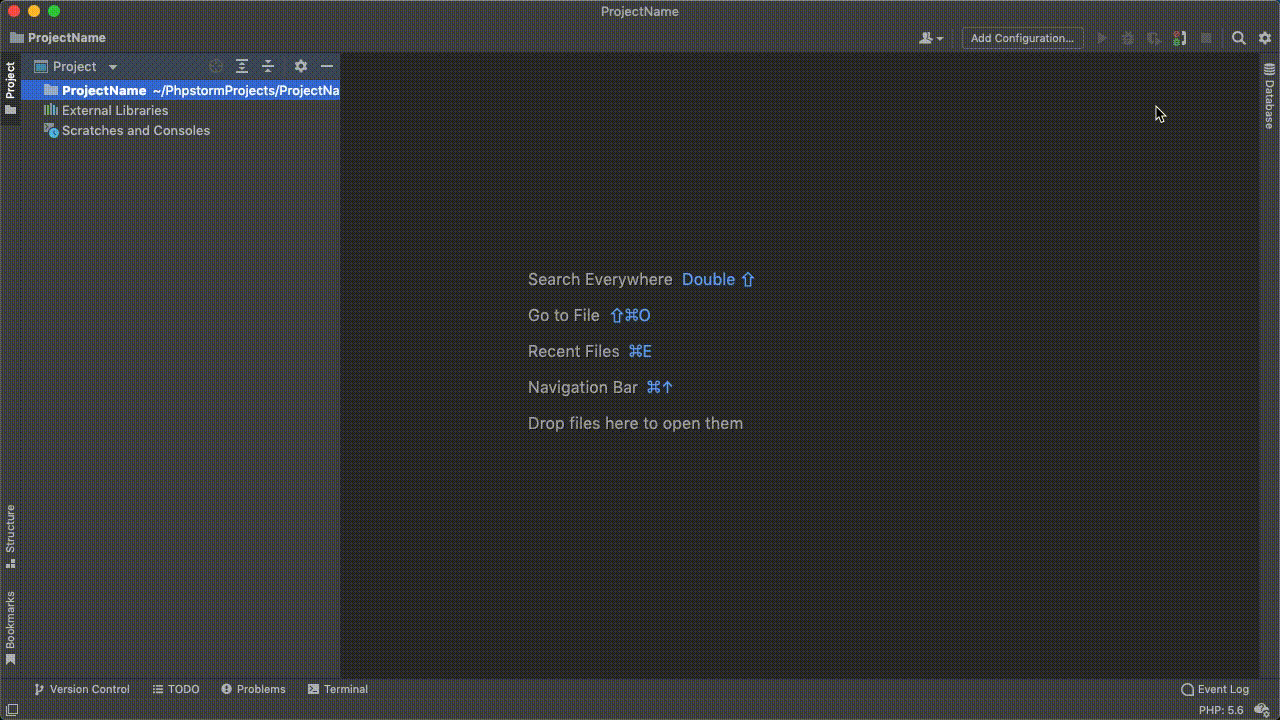 ProjectName
ProjectName
Add Configuration...
Project
Project
ProjectName ~/PhpstormProjects/ProjectNa
External Libraries
Scratches and Consoles
Database
Search Everywhere Double ⇧
Go to File ⇧⌘O
Recent Files ⌘E
Navigation Bar ⌘↑
Drop files here to open them
Structure
Bookmarks
Version Control
TODO
Problems
Terminal
Event Log
PHP: 5.6